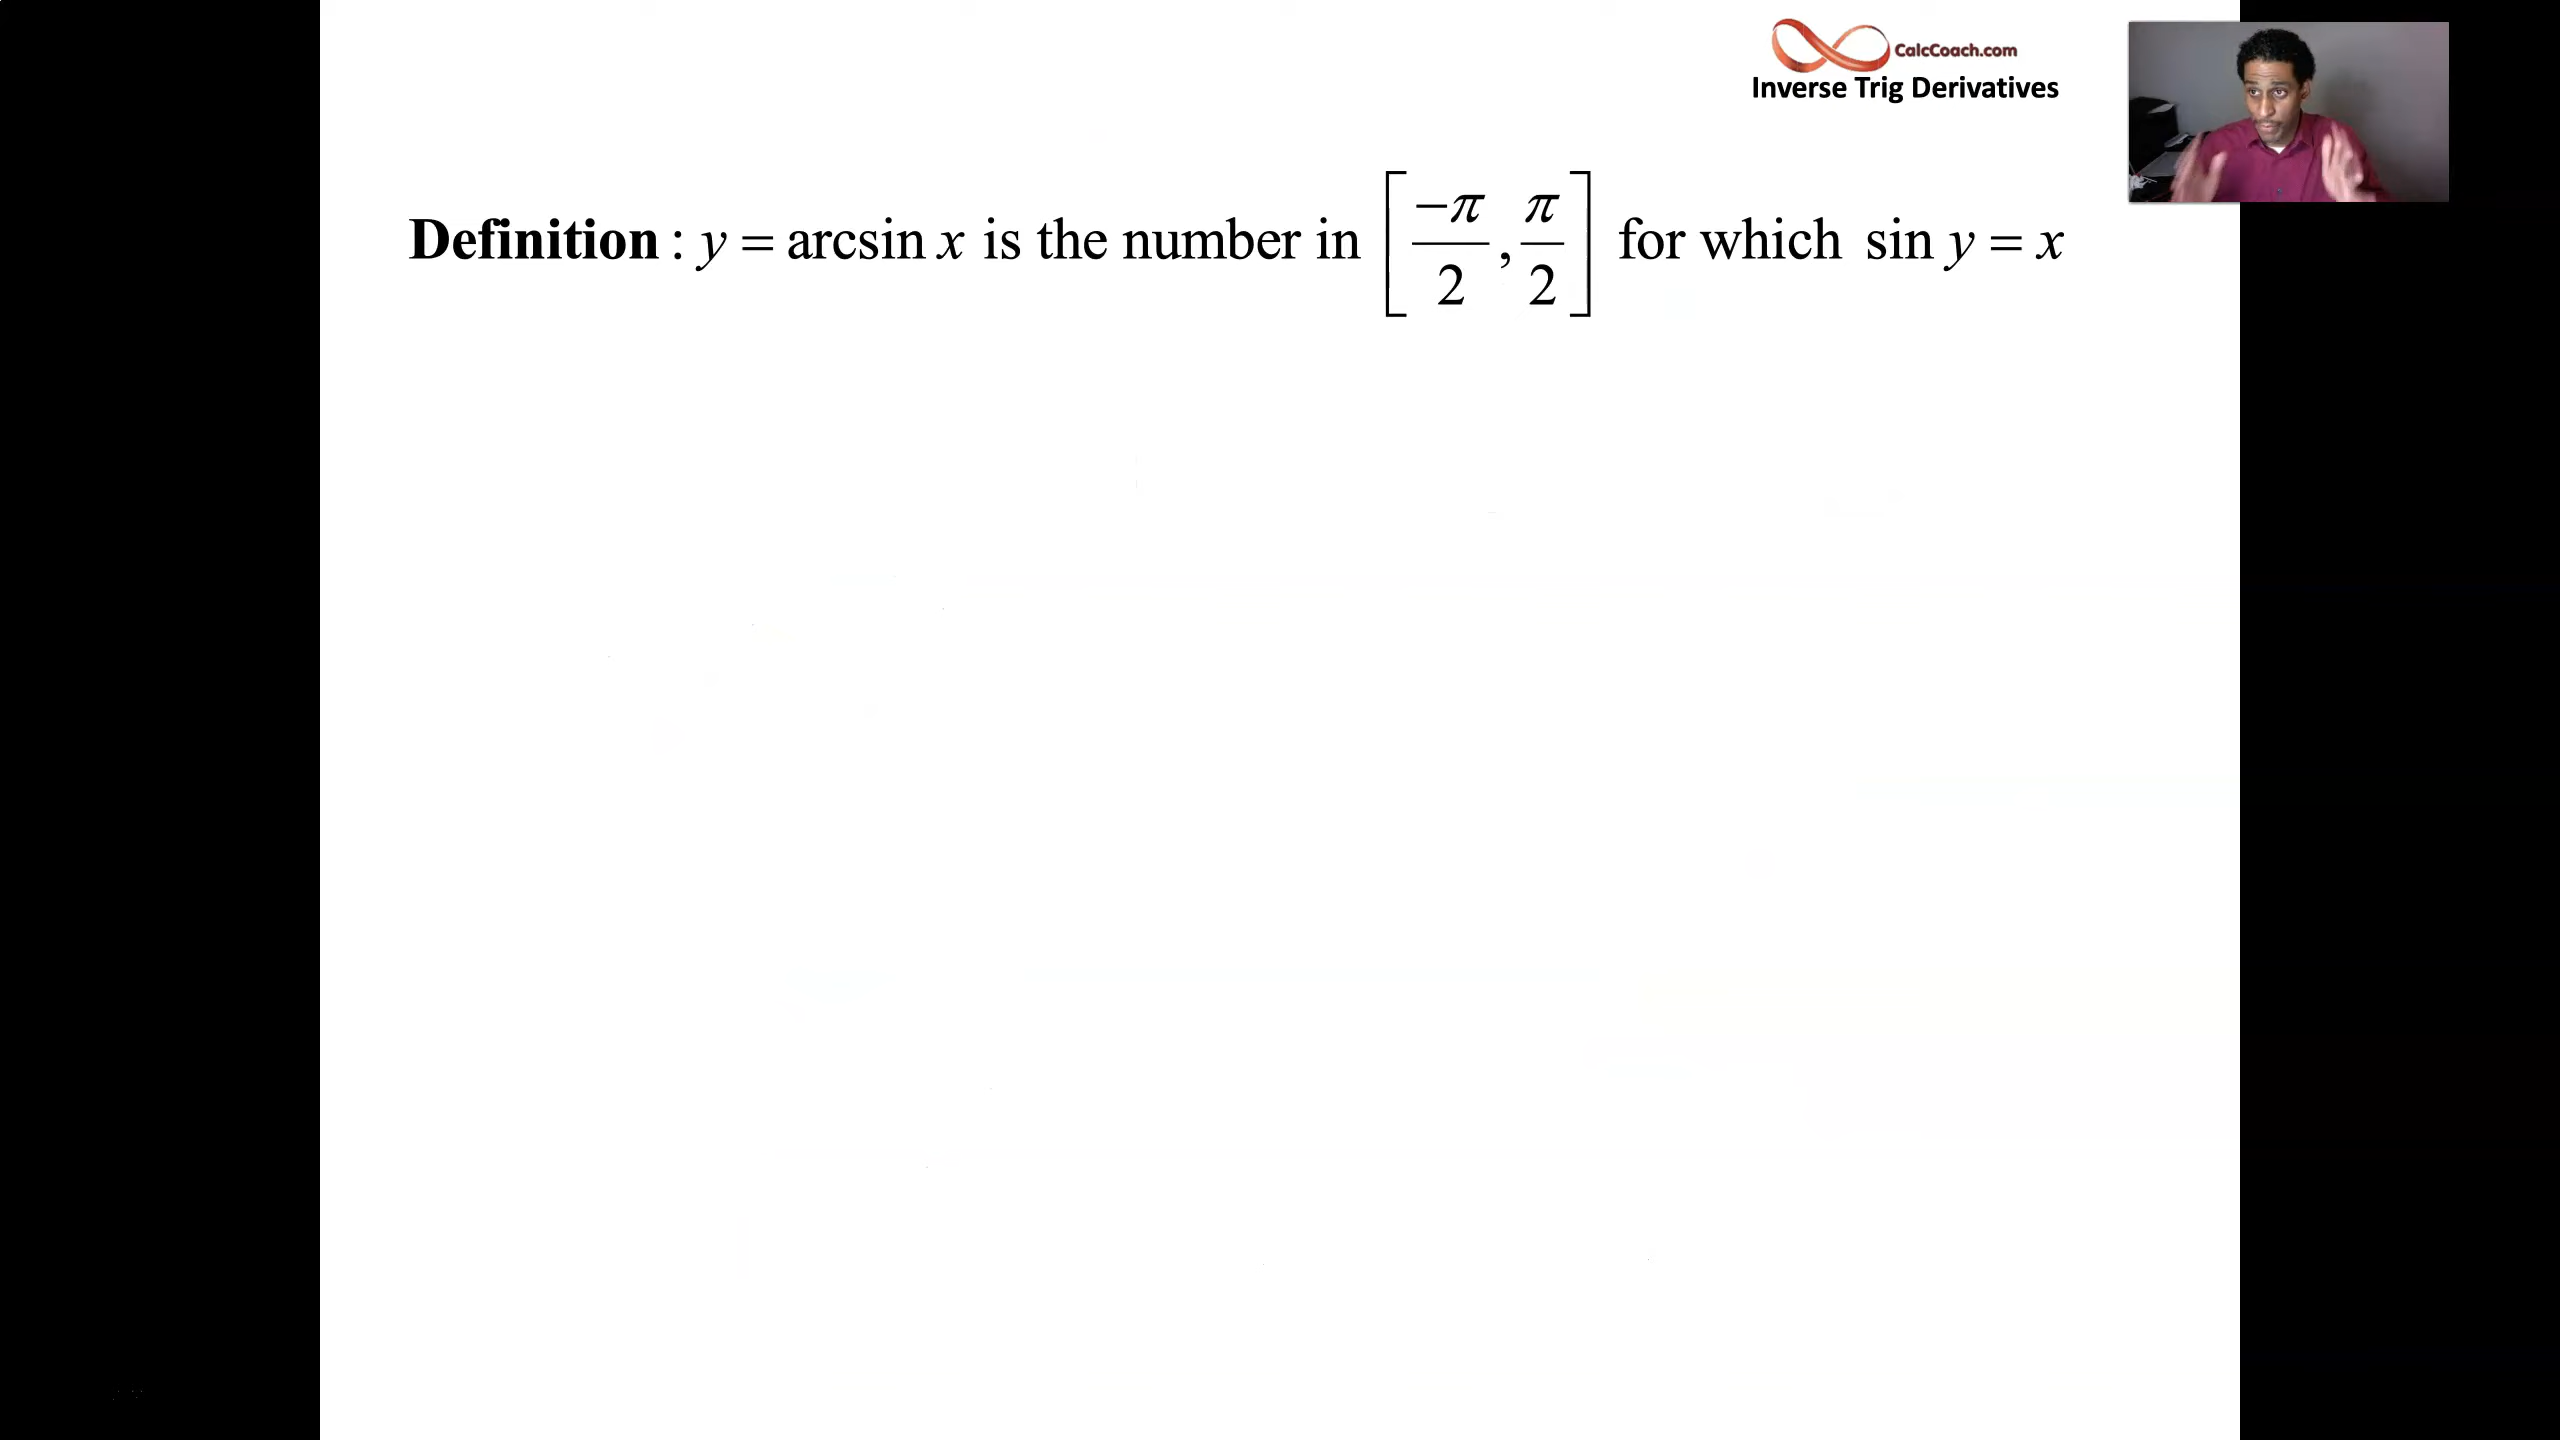 CalcCoach.com
Inverse Trig Derivatives
Definition : y = arcsin x is the number in [−π/2, π/2] for which sin y = x